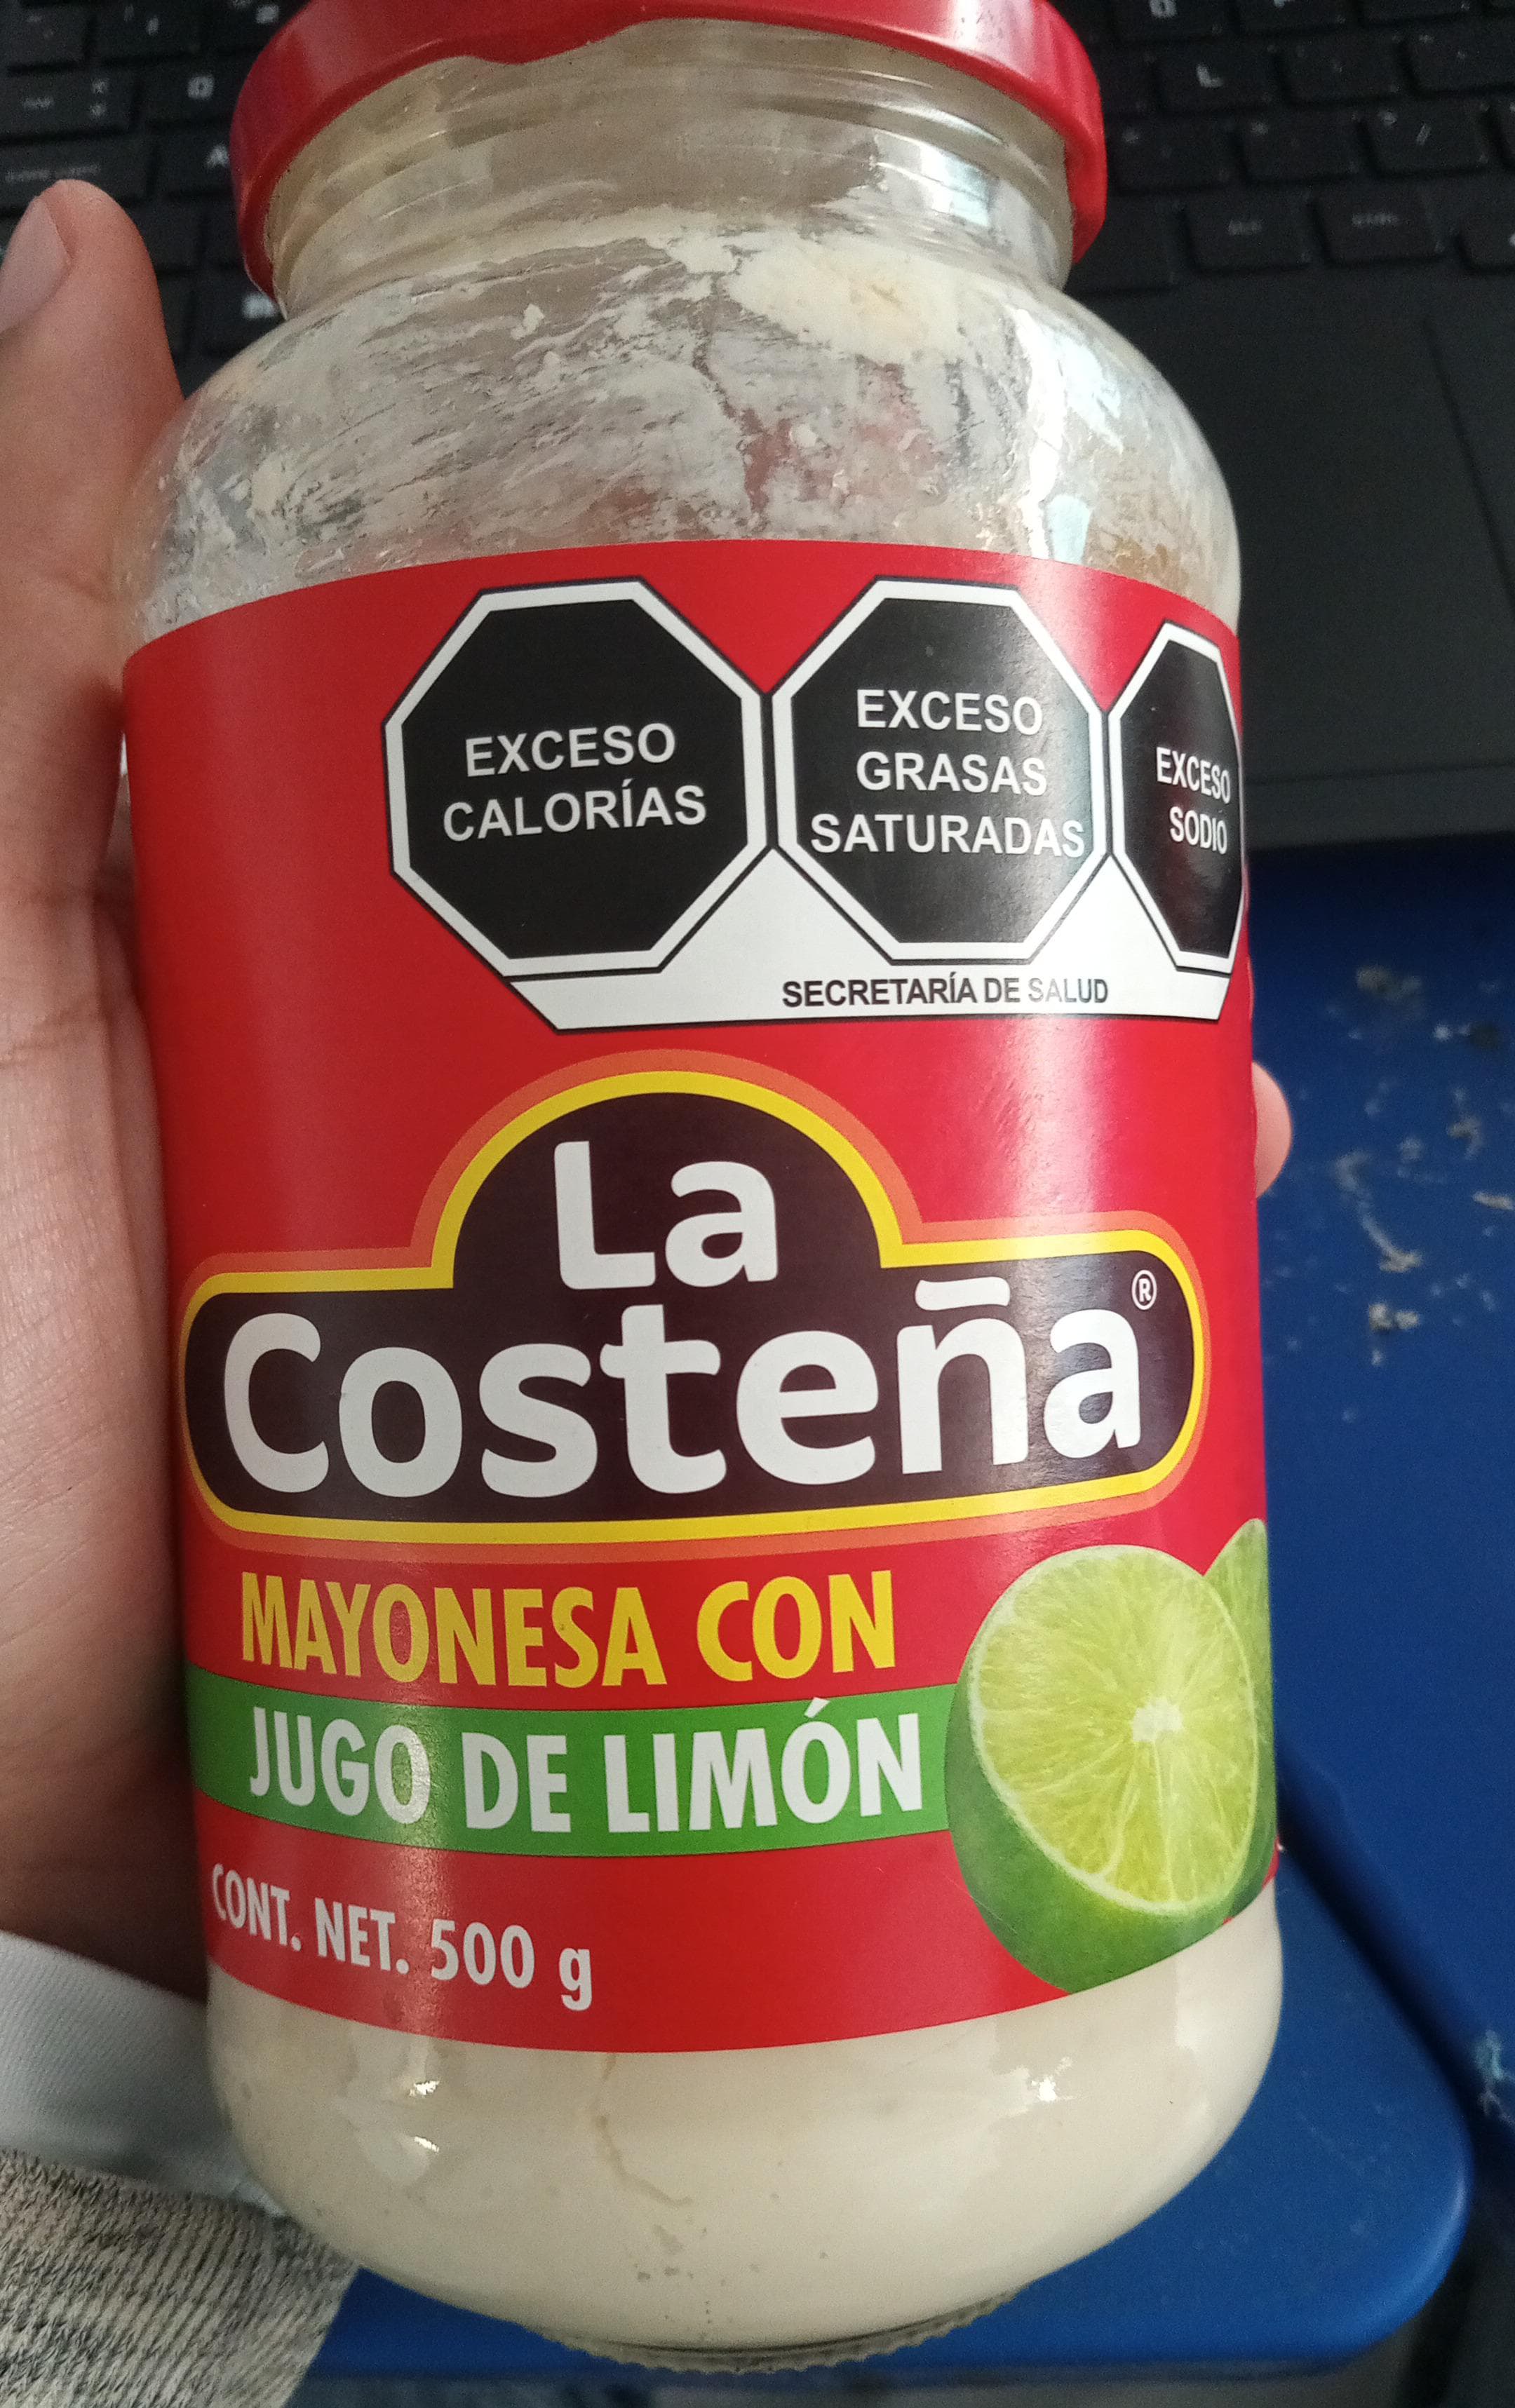 EXCESO
CALORÍAS
EXCESO
GRASAS
SATURADAS
EXCESO
SODIO
SECRETARÍA DE SALUD
La
Costeña®
MAYONESA CON
JUGO DE LIMÓN
CONT. NET. 500 g